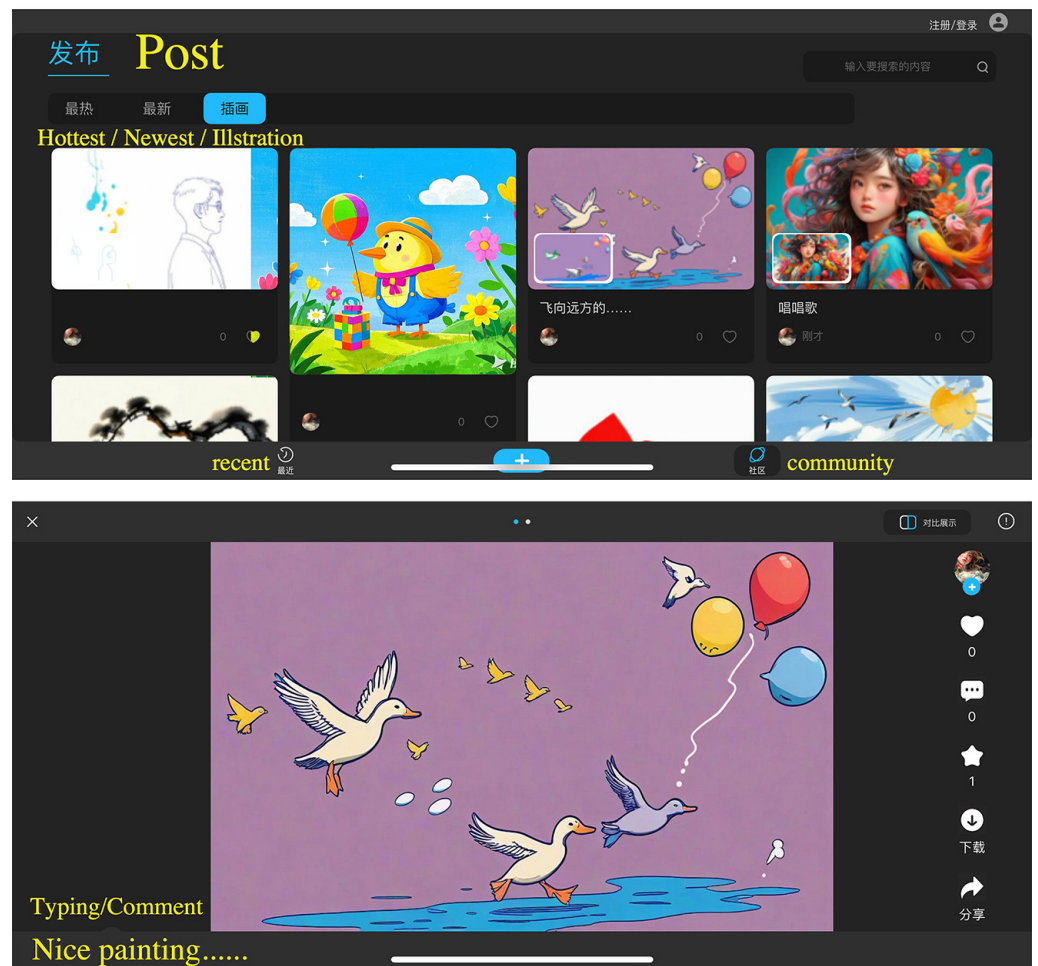 注册/登录
发布 Post
输入要搜索的内容
最热 最新 插画
Hottest / Newest / Illstration
飞向远方的…… 唱唱歌
0 0 刚才 0
0
recent 最近 + 社区 community
对比展示
0
0
1
下载
分享
Typing/Comment
Nice painting......